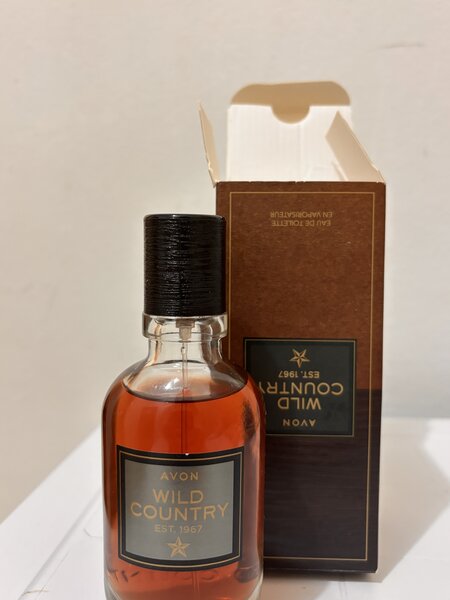 AVON
WILD
COUNTRY
EST. 1967
EAU DE TOILETTE
EN VAPORISATEUR
AVON
WILD
COUNTRY
EST. 1967